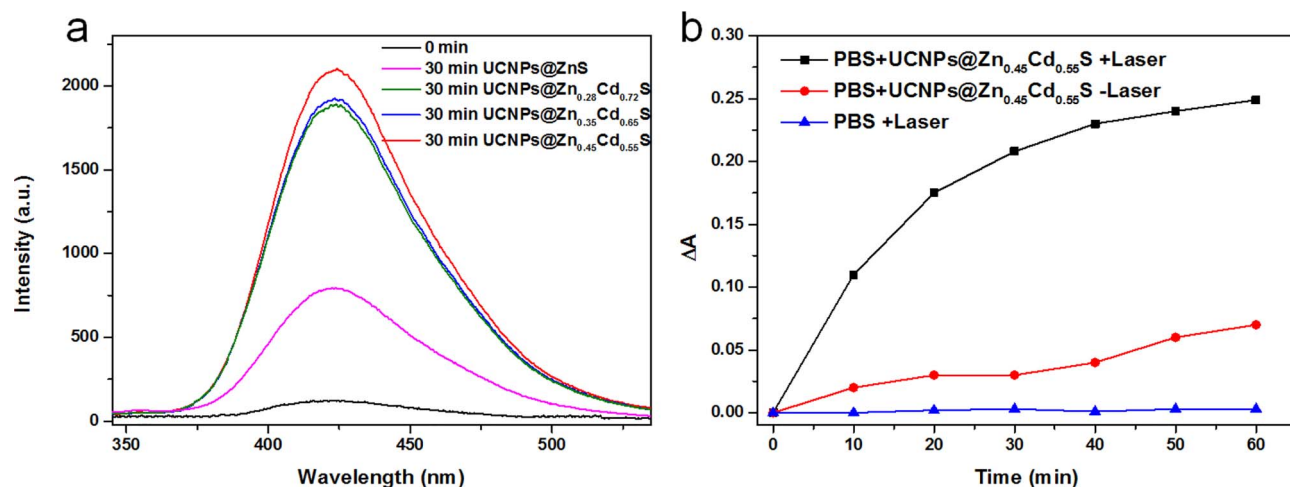 a
2000
1500
1000
500
0
Intensity (a.u.)
0 min
30 min UCNPs@ZnS
30 min UCNPs@Zn0.28Cd0.72S
30 min UCNPs@Zn0.35Cd0.65S
30 min UCNPs@Zn0.45Cd0.55S
350 400 450 500
Wavelength (nm)
b
0.30
0.25
0.20
0.15
0.10
0.05
0.00
ΔA
PBS+UCNPs@Zn0.45Cd0.55S +Laser
PBS+UCNPs@Zn0.45Cd0.55S -Laser
PBS +Laser
0 10 20 30 40 50 60
Time (min)